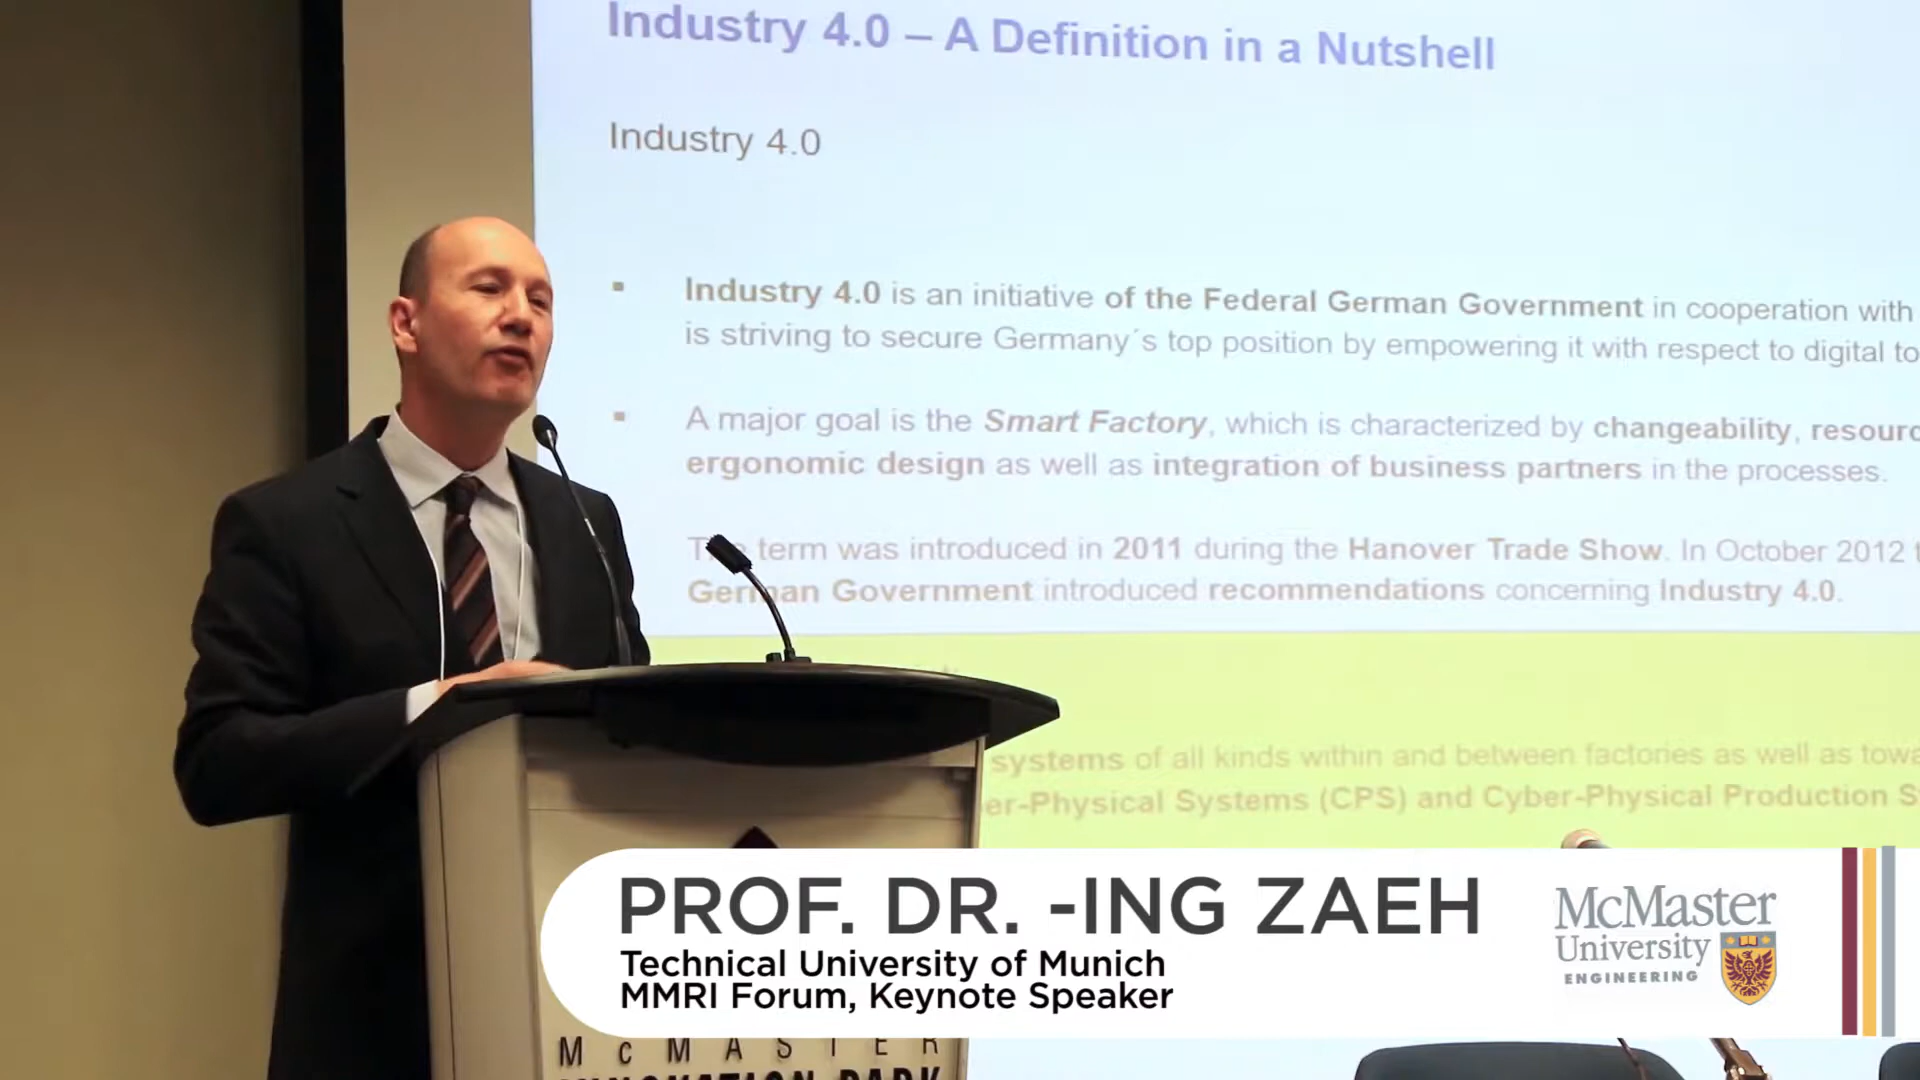 Industry 4.0 – A Definition in a Nutshell
Industry 4.0
▪ Industry 4.0 is an initiative of the Federal German Government in cooperation with
is striving to secure Germany´s top position by empowering it with respect to digital to
▪ A major goal is the Smart Factory, which is characterized by changeability, resourc
ergonomic design as well as integration of business partners in the processes.
term was introduced in 2011 during the Hanover Trade Show. In October 2012
German Government introduced recommendations concerning Industry 4.0.
systems of all kinds within and between factories as well as towa
er-Physical Systems (CPS) and Cyber-Physical Production S
PROF. DR. -ING ZAEH
Technical University of Munich
MMRI Forum, Keynote Speaker
McMaster
University
ENGINEERING
McMASTER
INNOVATION PARK